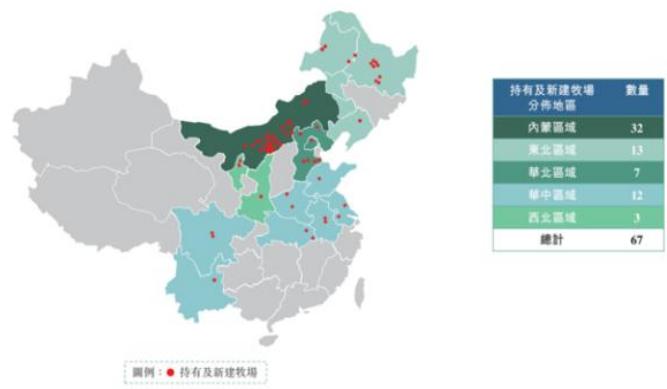 持有及新建牧場
分佈地區 數量
內蒙區域 32
東北區域 13
華北區域 7
華中區域 12
西北區域 3
總計 67
圖例：持有及新建牧場